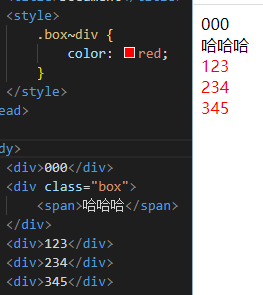 <style>
.box~div {
color: red;
}
</style>
ead>
dy>
<div>000</div>
<div class="box">
<span>哈哈哈</span>
</div>
<div>123</div>
<div>234</div>
<div>345</div>
000
哈哈哈
123
234
345